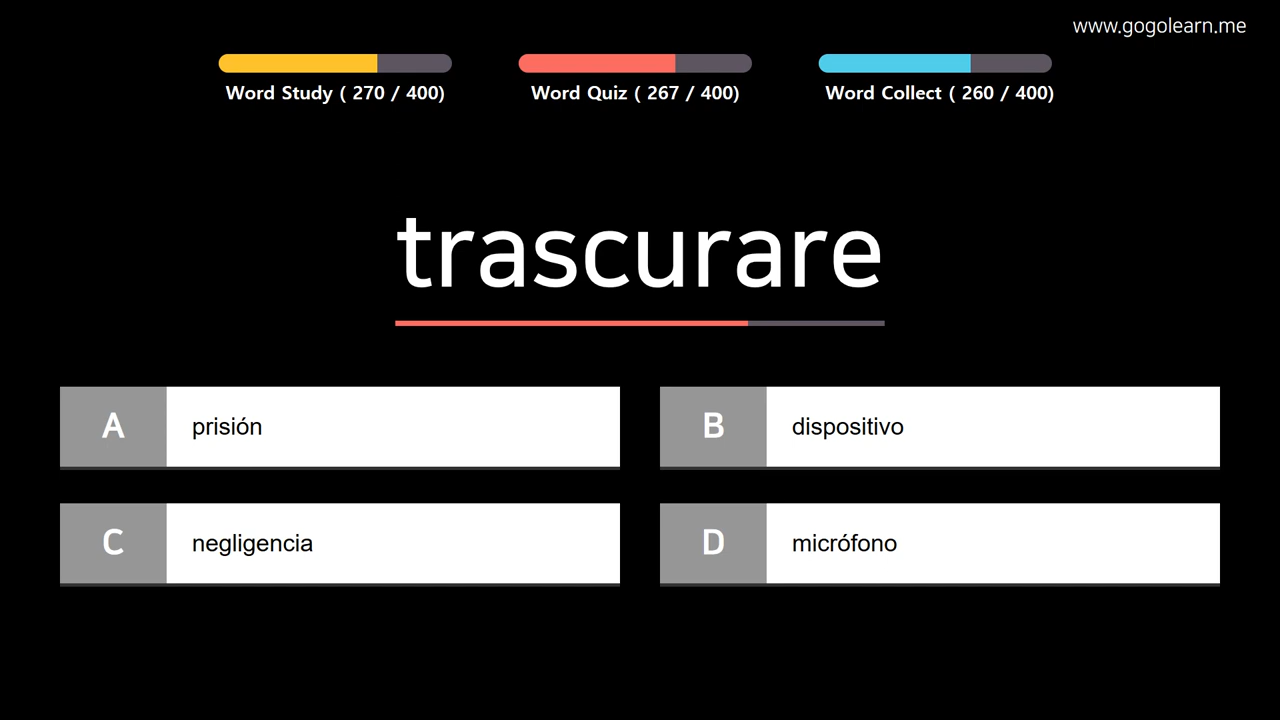 www.gogolearn.me
Word Study ( 270 / 400)
Word Quiz ( 267 / 400)
Word Collect ( 260 / 400)
trascurare
A prisión
B dispositivo
C negligencia
D micrófono